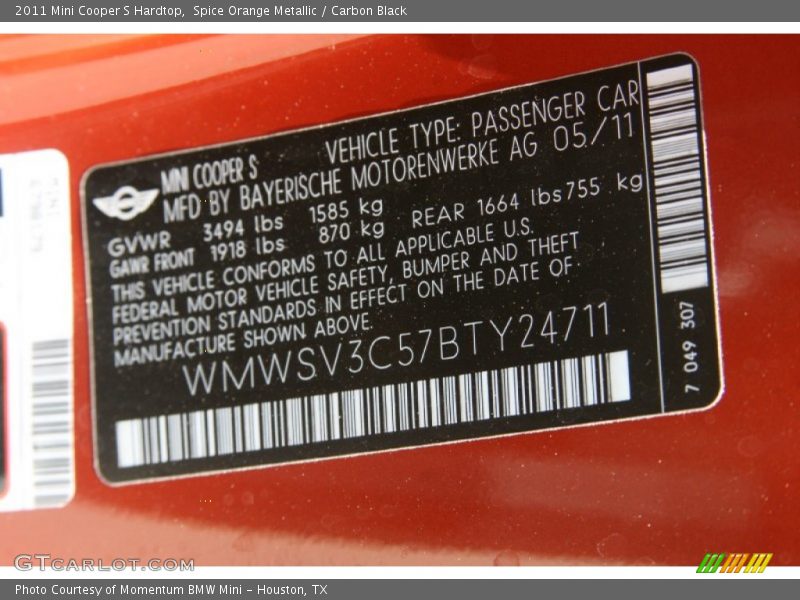 2011 Mini Cooper S Hardtop,  Spice Orange Metallic / Carbon Black
MINI COOPER S VEHICLE TYPE: PASSENGER CAR
MFD BY BAYERISCHE MOTORENWERKE AG 05/11
GVWR 3494 lbs 1585 kg
GAWR FRONT 1918 lbs 870 kg REAR 1664 lbs 755 kg
THIS VEHICLE CONFORMS TO ALL APPLICABLE U.S.
FEDERAL MOTOR VEHICLE SAFETY, BUMPER AND THEFT
PREVENTION STANDARDS IN EFFECT ON THE DATE OF
MANUFACTURE SHOWN ABOVE.
WMWSV3C57BTY24711
7 049 307
GTcarlot.com
Photo Courtesy of Momentum BMW Mini - Houston, TX